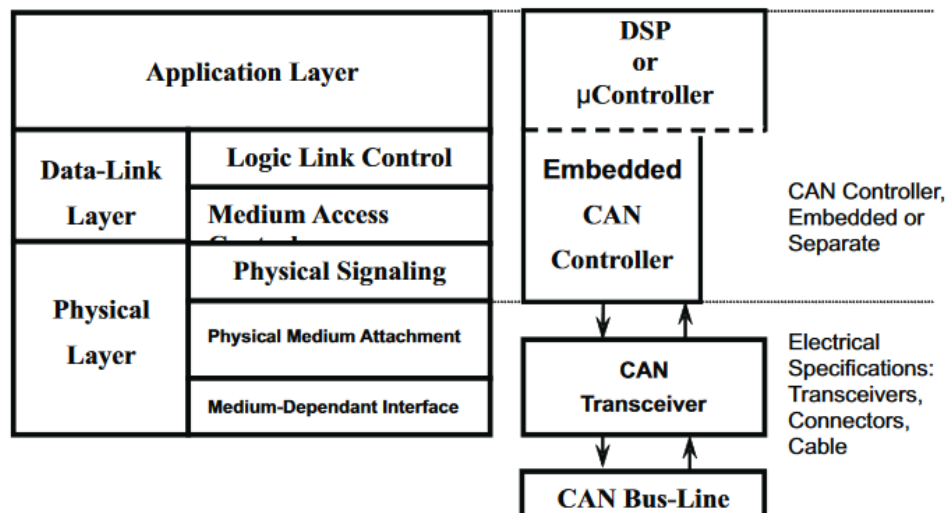 Application Layer
Data-Link
Layer
Logic Link Control
Medium Access
Physical
Layer
Physical Signaling
Physical Medium Attachment
Medium-Dependant Interface
DSP
or
µController
Embedded
CAN
Controller
CAN
Transceiver
CAN Bus-Line
CAN Controller,
Embedded or
Separate
Electrical
Specifications:
Transceivers,
Connectors,
Cable